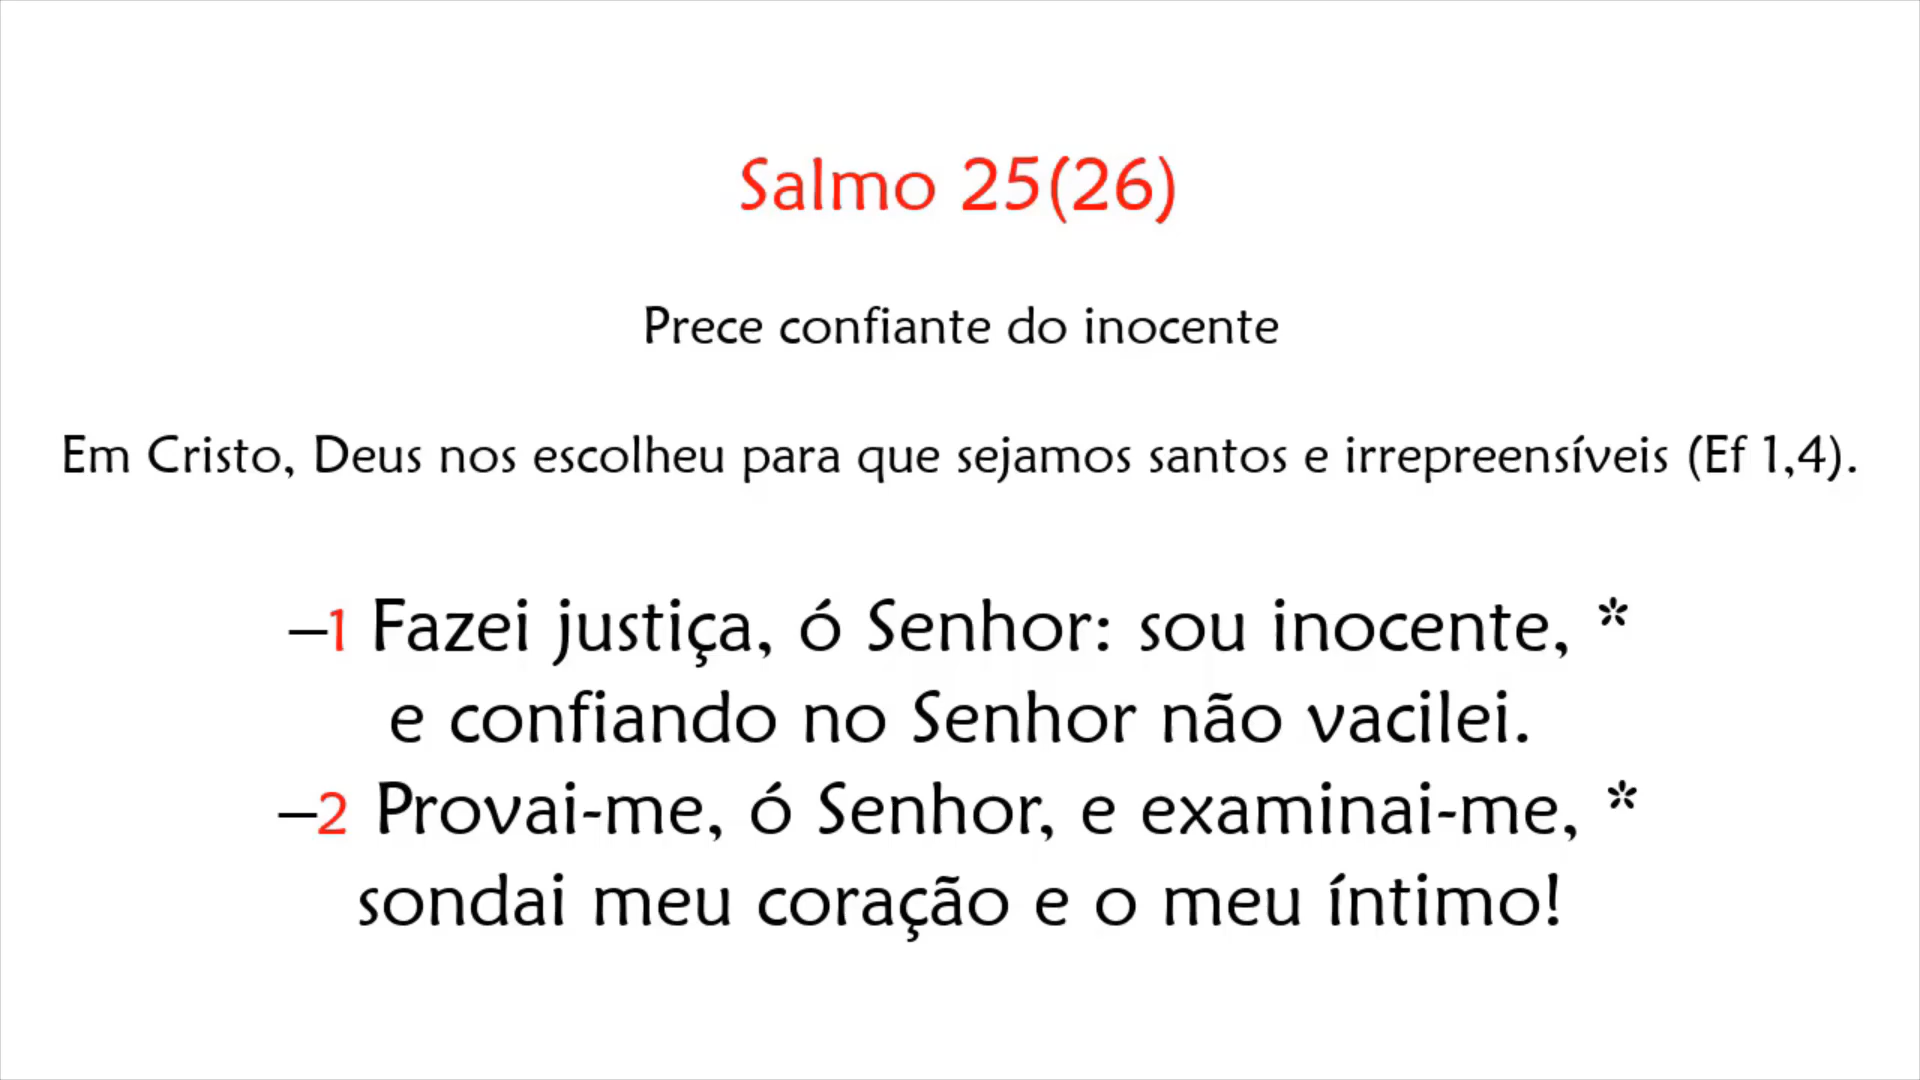 Salmo 25(26)
Prece confiante do inocente
Em Cristo, Deus nos escolheu para que sejamos santos e irrepreensíveis (Ef 1,4).
–1 Fazei justiça, ó Senhor: sou inocente, *
e confiando no Senhor não vacilei.
–2 Provai-me, ó Senhor, e examinai-me, *
sondai meu coração e o meu íntimo!